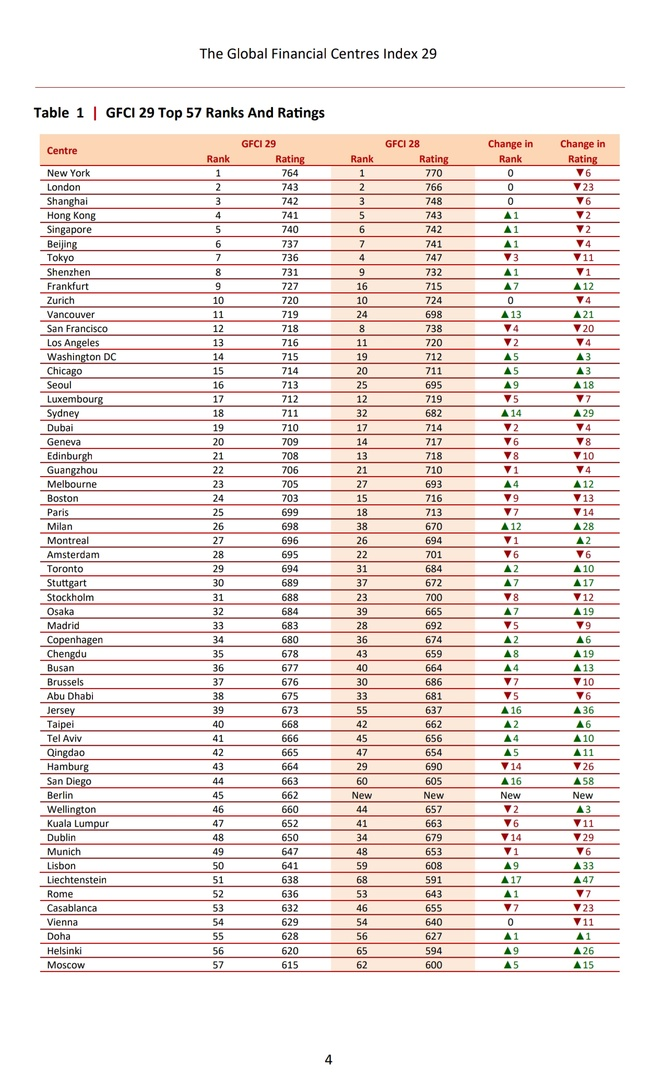 The Global Financial Centres Index 29
Table 1 | GFCI 29 Top 57 Ranks And Ratings
Centre GFCI 29 GFCI 28 Change in Change in
Rank Rating Rank Rating Rank Rating
New York 1 764 1 770 0 ▼6
London 2 743 2 766 0 ▼23
Shanghai 3 742 3 748 0 ▼6
Hong Kong 4 741 5 743 ▲1 ▼2
Singapore 5 740 6 742 ▲1 ▼2
Beijing 6 737 7 741 ▲1 ▼4
Tokyo 7 736 4 747 ▼3 ▼11
Shenzhen 8 731 9 732 ▲1 ▼1
Frankfurt 9 727 16 715 ▲7 ▲12
Zurich 10 720 10 724 0 ▼4
Vancouver 11 719 24 698 ▲13 ▲21
San Francisco 12 718 8 738 ▼4 ▼20
Los Angeles 13 716 11 720 ▼2 ▼4
Washington DC 14 715 19 712 ▲5 ▲3
Chicago 15 714 20 711 ▲5 ▲3
Seoul 16 713 25 695 ▲9 ▲18
Luxembourg 17 712 12 719 ▼5 ▼7
Sydney 18 711 32 682 ▲14 ▲29
Dubai 19 710 17 714 ▼2 ▼4
Geneva 20 709 14 717 ▼6 ▼8
Edinburgh 21 708 13 718 ▼8 ▼10
Guangzhou 22 706 21 710 ▼1 ▼4
Melbourne 23 705 27 693 ▲4 ▲12
Boston 24 703 15 716 ▼9 ▼13
Paris 25 699 18 713 ▼7 ▼14
Milan 26 698 38 670 ▲12 ▲28
Montreal 27 696 26 694 ▼1 ▲2
Amsterdam 28 695 22 701 ▼6 ▼6
Toronto 29 694 31 684 ▲2 ▲10
Stuttgart 30 689 37 672 ▲7 ▲17
Stockholm 31 688 23 700 ▼8 ▼12
Osaka 32 684 39 665 ▲7 ▲19
Madrid 33 683 28 692 ▼5 ▼9
Copenhagen 34 680 36 674 ▲2 ▲6
Chengdu 35 678 43 659 ▲8 ▲19
Busan 36 677 40 664 ▲4 ▲13
Brussels 37 676 30 686 ▼7 ▼10
Abu Dhabi 38 675 33 681 ▼5 ▼6
Jersey 39 673 55 637 ▲16 ▲36
Taipei 40 668 42 662 ▲2 ▲6
Tel Aviv 41 666 45 656 ▲4 ▲10
Qingdao 42 665 47 654 ▲5 ▲11
Hamburg 43 664 29 690 ▼14 ▼26
San Diego 44 663 60 605 ▲16 ▲58
Berlin 45 662 New New New New
Wellington 46 660 44 657 ▼2 ▲3
Kuala Lumpur 47 652 41 663 ▼6 ▼11
Dublin 48 650 34 679 ▼14 ▼29
Munich 49 647 48 653 ▼1 ▼6
Lisbon 50 641 59 608 ▲9 ▲33
Liechtenstein 51 638 68 591 ▲17 ▲47
Rome 52 636 53 643 ▲1 ▼7
Casablanca 53 632 46 655 ▼7 ▼23
Vienna 54 629 54 640 0 ▼11
Doha 55 628 56 627 ▲1 ▲1
Helsinki 56 620 65 594 ▲9 ▲26
Moscow 57 615 62 600 ▲5 ▲15
4